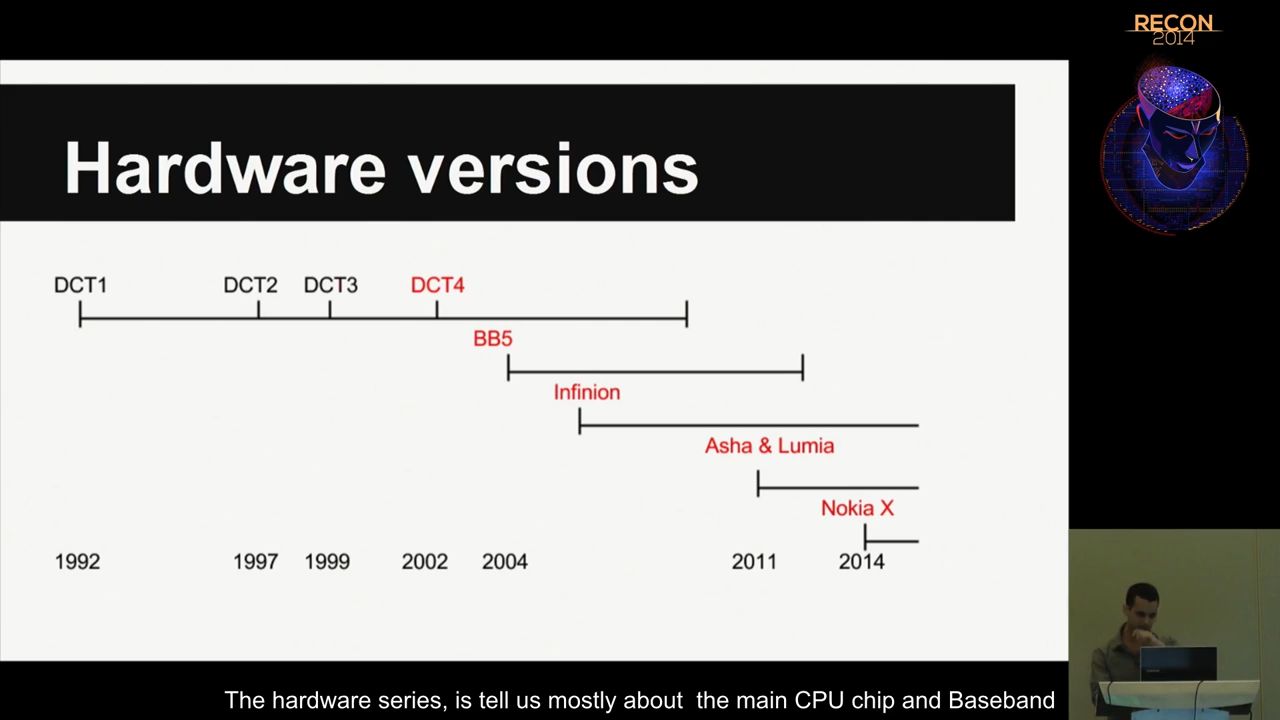 RECON
2014
Hardware versions
DCT1 DCT2 DCT3 DCT4
BB5
Infinion
Asha & Lumia
Nokia X
1992 1997 1999 2002 2004 2011 2014
The hardware series, is tell us mostly about the main CPU chip and Baseband